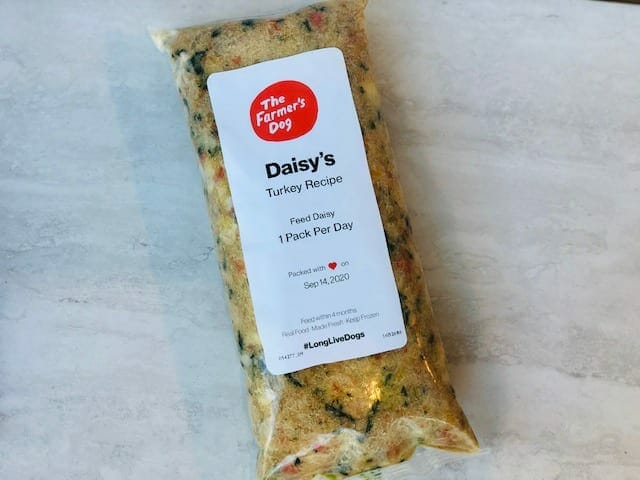 The
Farmer's
Dog
Daisy's
Turkey Recipe
Feed Daisy
1 Pack Per Day
Packed with ❤ on
Sep 14, 2020
Feed within 4 months
Real Food · Made Fresh · Keep Frozen
#LongLiveDogs